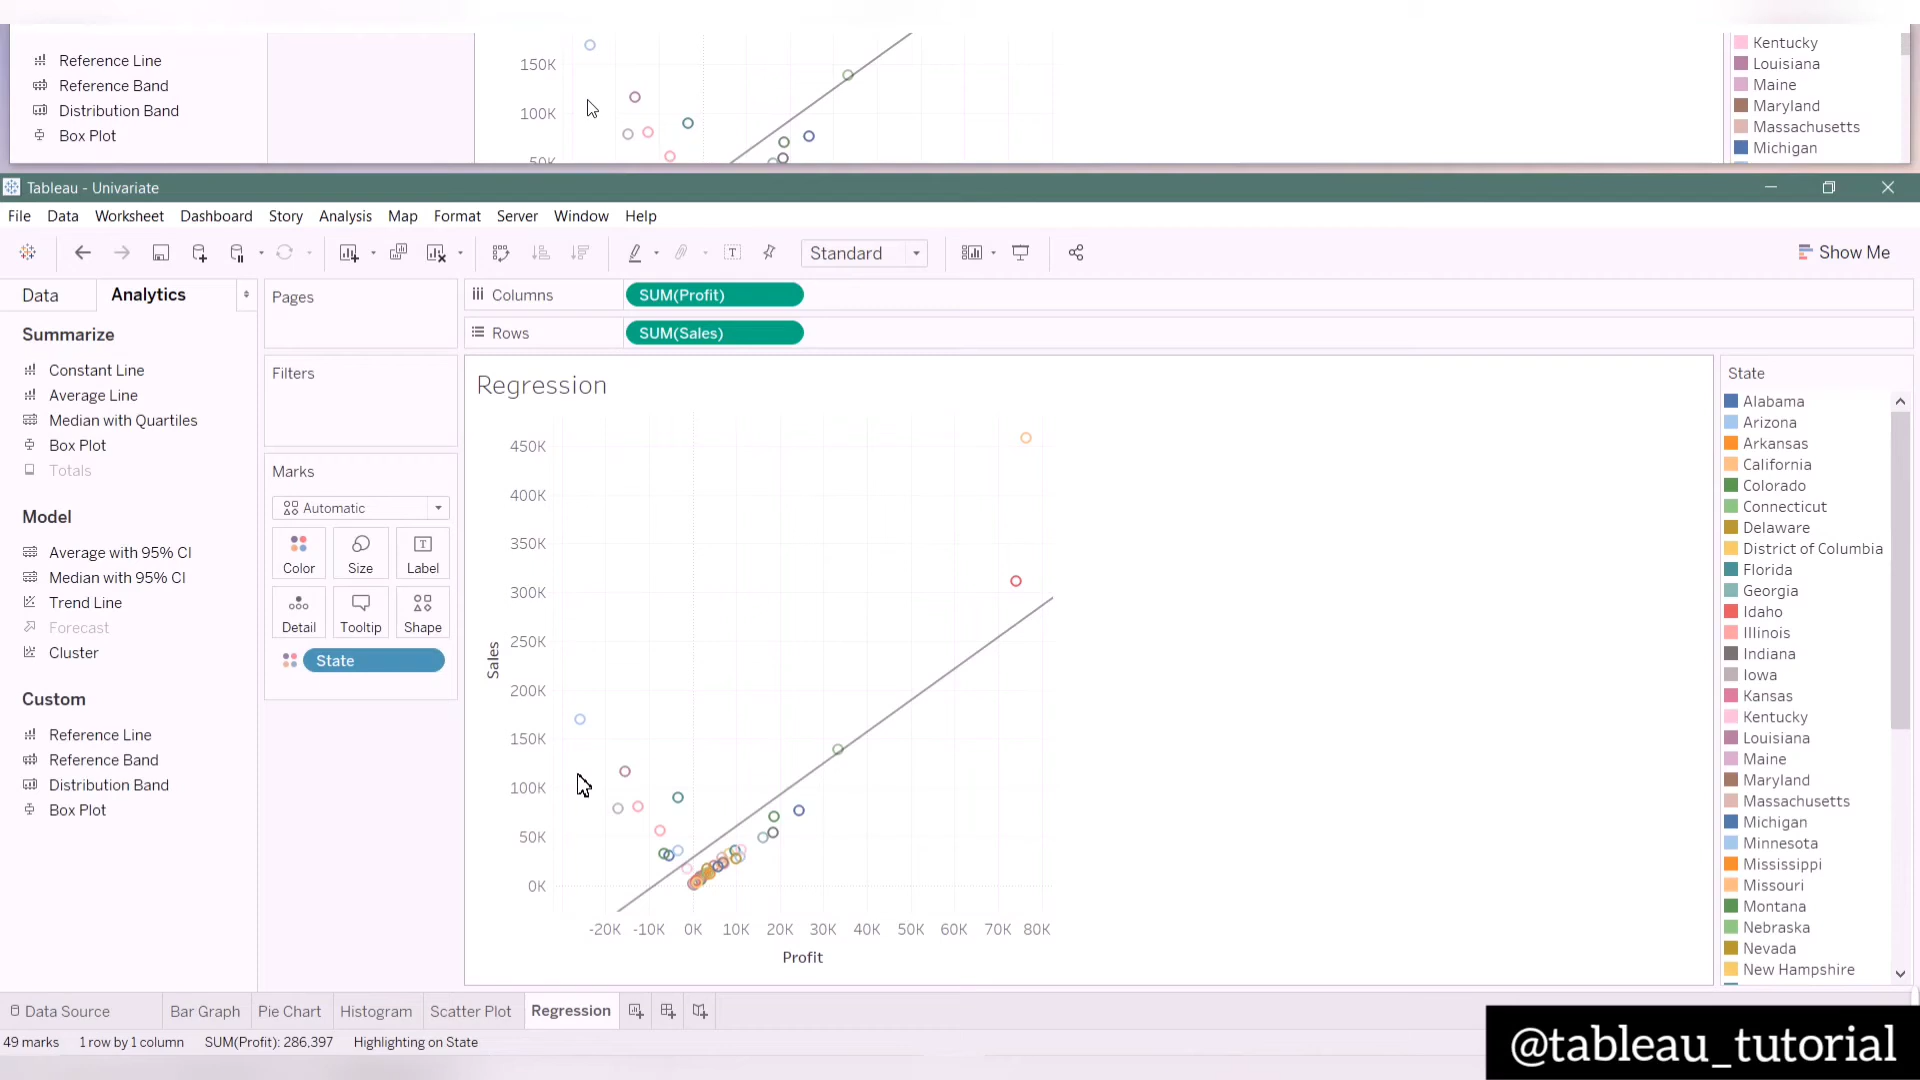 Reference Line
Reference Band
Distribution Band
Box Plot
150K
100K
50K
Kentucky
Louisiana
Maine
Maryland
Massachusetts
Michigan
Tableau - Univariate
File Data Worksheet Dashboard Story Analysis Map Format Server Window Help
Standard
Show Me
Data Analytics
Summarize
Constant Line
Average Line
Median with Quartiles
Box Plot
Totals
Model
Average with 95% CI
Median with 95% CI
Trend Line
Forecast
Cluster
Custom
Reference Line
Reference Band
Distribution Band
Box Plot
Pages
Filters
Marks
Automatic
Color Size Label
Detail Tooltip Shape
State
Columns SUM(Profit)
Rows SUM(Sales)
Regression
450K
400K
350K
300K
250K
200K
150K
100K
50K
0K
Sales
-20K -10K 0K 10K 20K 30K 40K 50K 60K 70K 80K
Profit
State
Alabama
Arizona
Arkansas
California
Colorado
Connecticut
Delaware
District of Columbia
Florida
Georgia
Idaho
Illinois
Indiana
Iowa
Kansas
Kentucky
Louisiana
Maine
Maryland
Massachusetts
Michigan
Minnesota
Mississippi
Missouri
Montana
Nebraska
Nevada
New Hampshire
Data Source Bar Graph Pie Chart Histogram Scatter Plot Regression
49 marks 1 row by 1 column SUM(Profit): 286,397 Highlighting on State
@tableau_tutorial